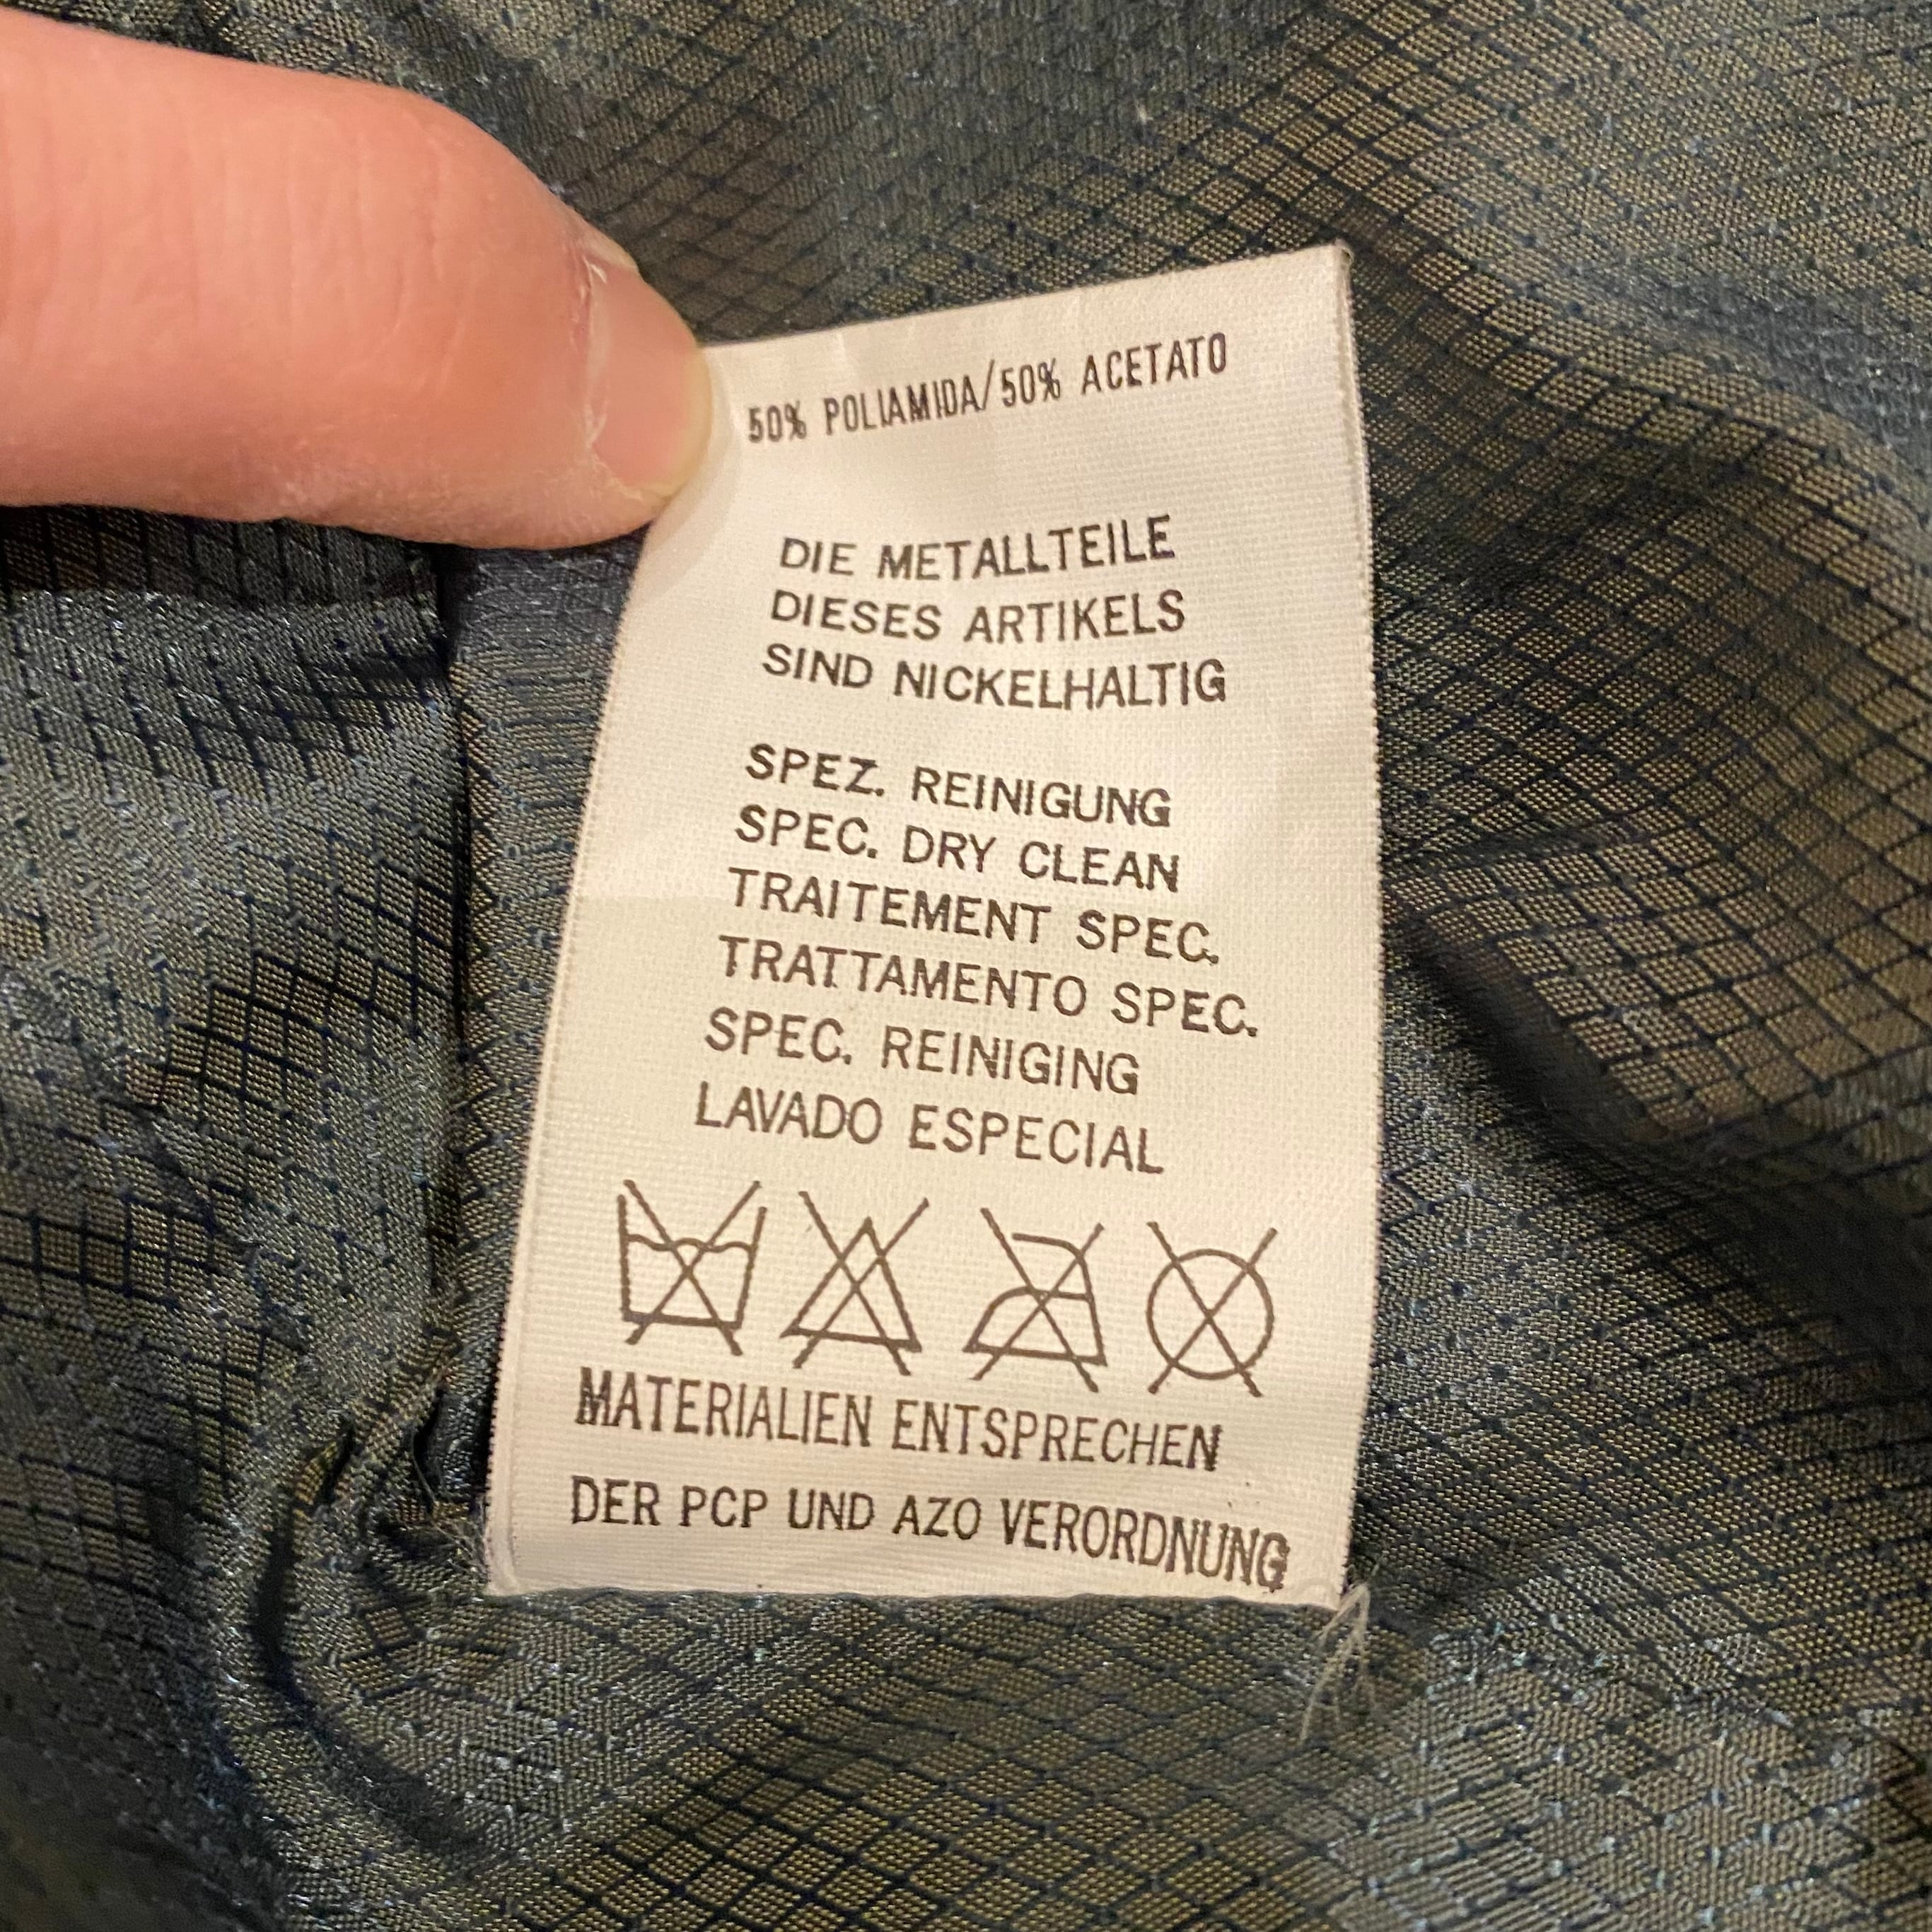 50% POLIAMIDA/50% ACETATO
DIE METALLTEILE
DIESES ARTIKELS
SIND NICKELHALTIG
SPEZ. REINIGUNG
SPEC. DRY CLEAN
TRAITEMENT SPEC.
TRATTAMENTO SPEC.
SPEC. REINIGING
LAVADO ESPECIAL
MATERIALIEN ENTSPRECHEN
DER PCP UND AZO VERORDNUNG